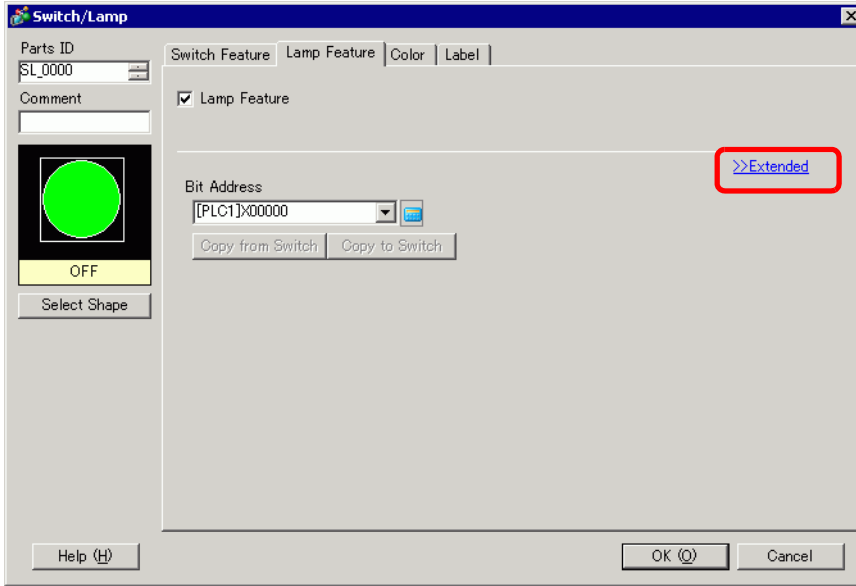 Switch/Lamp
Parts ID
SL_0000
Comment
OFF
Select Shape
Switch Feature Lamp Feature Color Label
Lamp Feature
>>Extended
Bit Address
[PLC1]X00000
Copy from Switch Copy to Switch
Help (H) OK (O) Cancel